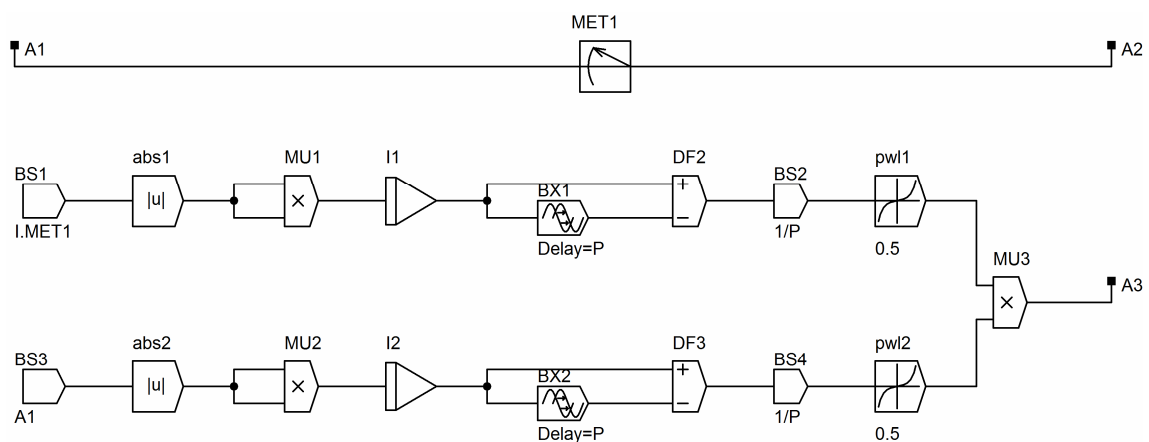 MET1
A1
A2
abs1
MU1
I1
DF2
pwl1
BS1
BX1
BS2
|u|
×
+
−
I.MET1
Delay=P
1/P
0.5
MU3
A3
×
abs2
MU2
I2
DF3
pwl2
BS3
BX2
BS4
|u|
×
+
−
A1
Delay=P
1/P
0.5